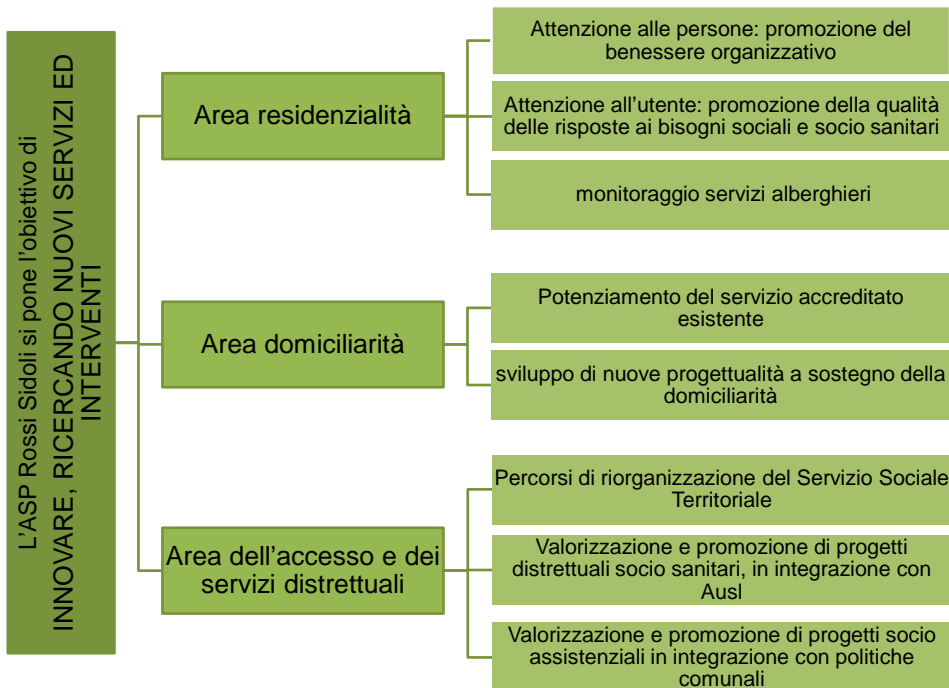 L'ASP Rossi Sidoli si pone l'obiettivo di
INNOVARE, RICERCANDO NUOVI SERVIZI ED
INTERVENTI
Area residenzialità
Attenzione alle persone: promozione del
benessere organizzativo
Attenzione all'utente: promozione della qualità
delle risposte ai bisogni sociali e socio sanitari
monitoraggio servizi alberghieri
Area domiciliarità
Potenziamento del servizio accreditato
esistente
sviluppo di nuove progettualità a sostegno della
domiciliarità
Area dell'accesso e dei
servizi distrettuali
Percorsi di riorganizzazione del Servizio Sociale
Territoriale
Valorizzazione e promozione di progetti
distrettuali socio sanitari, in integrazione con
Ausl
Valorizzazione e promozione di progetti socio
assistenziali in integrazione con politiche
comunali